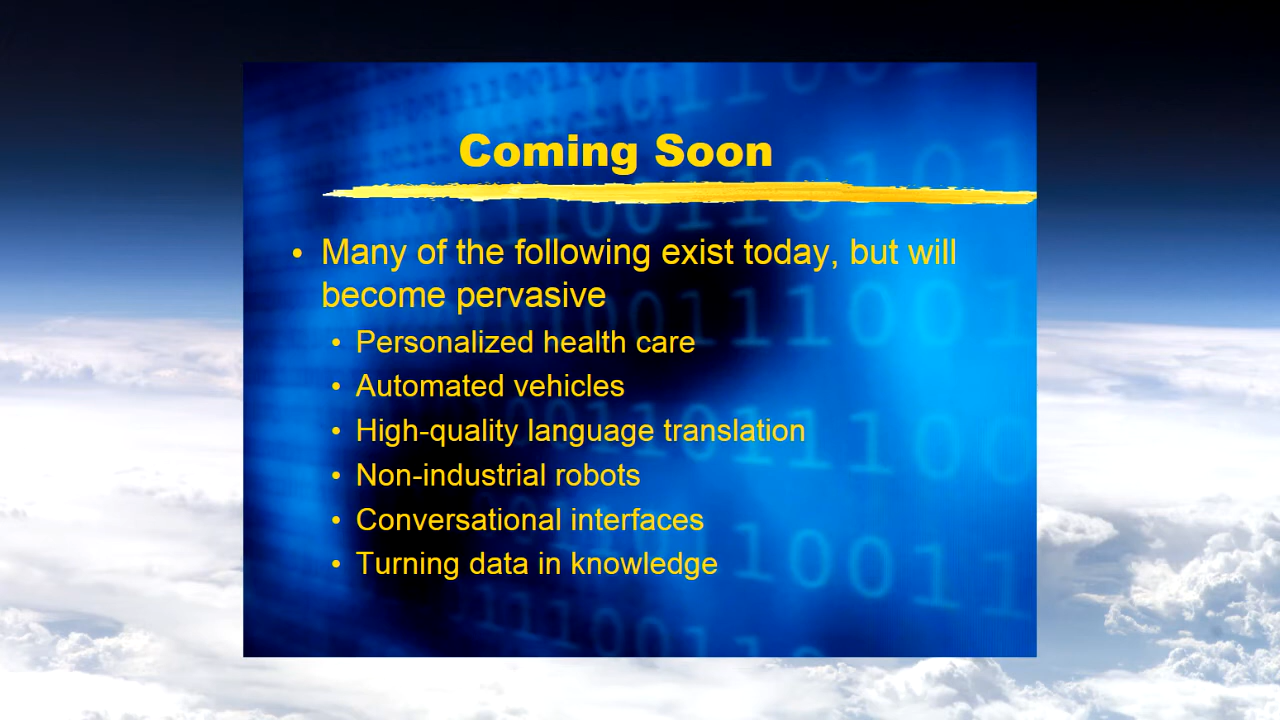 Coming Soon
• Many of the following exist today, but will
become pervasive
• Personalized health care
• Automated vehicles
• High-quality language translation
• Non-industrial robots
• Conversational interfaces
• Turning data in knowledge